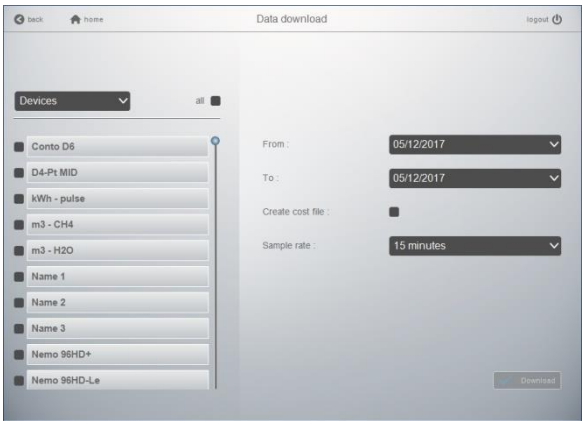 back
home
Data download
logout
Devices
all
Conto D6
D4-Pt MID
kWh - pulse
m3 - CH4
m3 - H2O
Name 1
Name 2
Name 3
Nemo 96HD+
Nemo 96HD-Le
From :
05/12/2017
To :
05/12/2017
Create cost file :
Sample rate :
15 minutes
Download